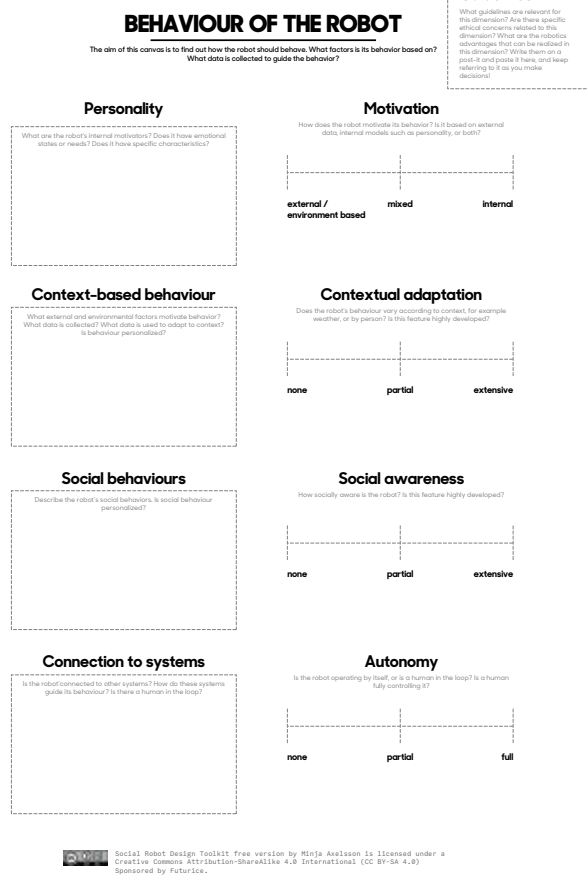 What guidelines are relevant for
this dimension? Are there specific
ethical concerns related to this
dimension? What are the robotics
advantages that can be realized in
this dimension? Write them on a
post-it and paste it here, and keep
referring to it as you make
decisions!
BEHAVIOUR OF THE ROBOT
The aim of this canvas is to find out how the robot should behave. What factors is its behavior based on?
What data is collected to guide the behavior?
Personality
What are the robot's internal motivators? Does it have emotional
states or needs? Does it have specific characteristics?
Motivation
How does the robot motivate its behavior? Is it based on external
data, internal models such as personality, or both?
external /
environment based
mixed
internal
Context-based behaviour
What external and environmental factors motivate behavior?
What data is collected? What data is used to adapt to context?
Is behaviour personalized?
Contextual adaptation
Does the robot's behaviour vary according to context, for example
weather, or by person? Is this feature highly developed?
none
partial
extensive
Social behaviours
Describe the robot's social behaviors. Is social behaviour
personalized?
Social awareness
How socially aware is the robot? Is this feature highly developed?
none
partial
extensive
Connection to systems
Is the robot connected to other systems? How do these systems
guide its behaviour? Is there a human in the loop?
Autonomy
Is the robot operating by itself, or is a human in the loop? Is a human
fully controlling it?
none
partial
full
Social Robot Design Toolkit free version by Minja Axelsson is licensed under a
Creative Commons Attribution-ShareAlike 4.0 International (CC BY-SA 4.0)
Sponsored by Futurice.